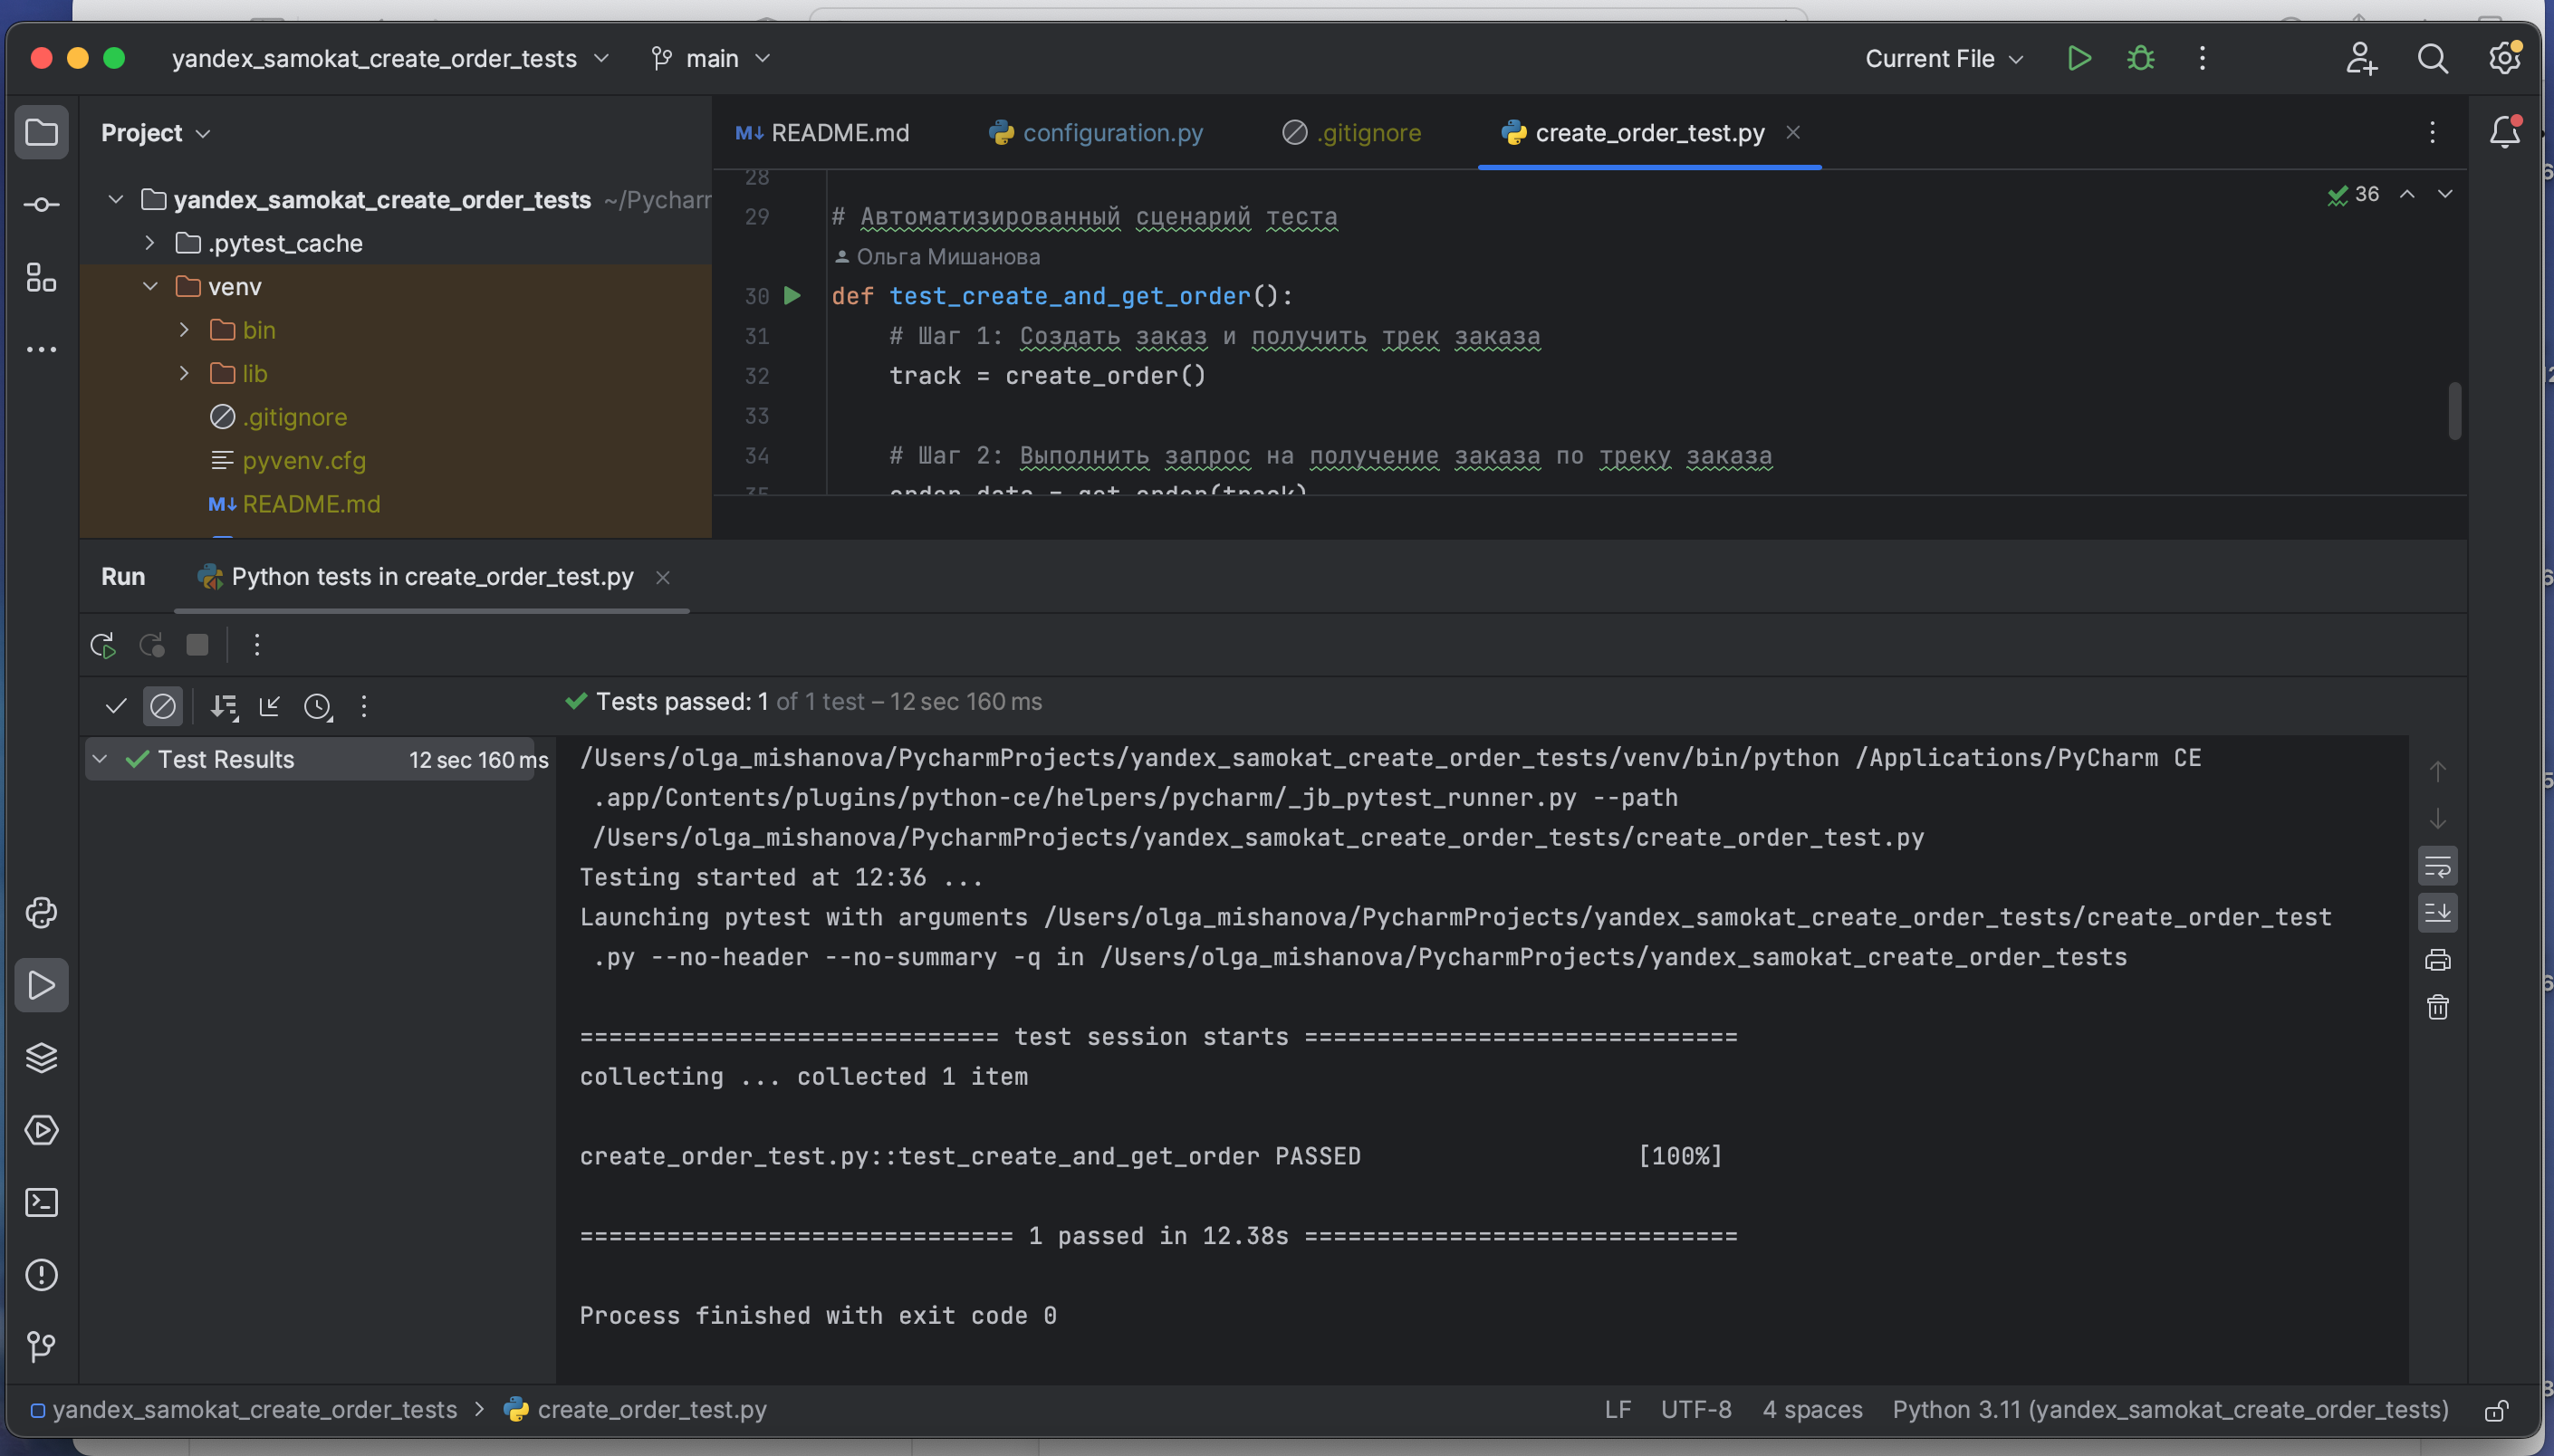 yandex_samokat_create_order_tests main Current File
Project
README.md configuration.py .gitignore create_order_test.py
yandex_samokat_create_order_tests ~/Pycharm
.pytest_cache
venv
bin
lib
.gitignore
pyvenv.cfg
README.md
36
28
29 # Автоматизированный сценарий теста
Ольга Мишанова
30 def test_create_and_get_order():
31 # Шаг 1: Создать заказ и получить трек заказа
32 track = create_order()
33
34 # Шаг 2: Выполнить запрос на получение заказа по треку заказа
35 order_data = get_order(track)
Run Python tests in create_order_test.py
Tests passed: 1 of 1 test – 12 sec 160 ms
Test Results 12 sec 160 ms
/Users/olga_mishanova/PycharmProjects/yandex_samokat_create_order_tests/venv/bin/python /Applications/PyCharm CE
.app/Contents/plugins/python-ce/helpers/pycharm/_jb_pytest_runner.py --path
/Users/olga_mishanova/PycharmProjects/yandex_samokat_create_order_tests/create_order_test.py
Testing started at 12:36 ...
Launching pytest with arguments /Users/olga_mishanova/PycharmProjects/yandex_samokat_create_order_tests/create_order_test
.py --no-header --no-summary -q in /Users/olga_mishanova/PycharmProjects/yandex_samokat_create_order_tests
============================= test session starts ==============================
collecting ... collected 1 item
create_order_test.py::test_create_and_get_order PASSED [100%]
============================== 1 passed in 12.38s ==============================
Process finished with exit code 0
yandex_samokat_create_order_tests > create_order_test.py LF UTF-8 4 spaces Python 3.11 (yandex_samokat_create_order_tests)